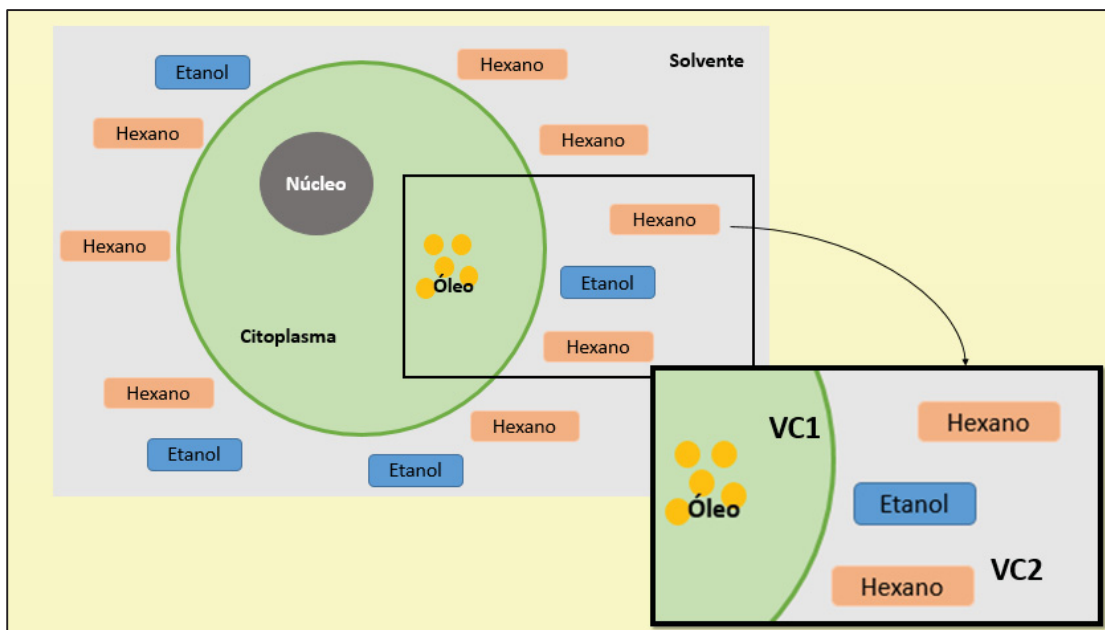 Hexano
Solvente
Etanol
Hexano
Hexano
Núcleo
Hexano
Hexano
Etanol
Óleo
Citoplasma
Hexano
Hexano
Hexano
Etanol
Etanol
VC1
Hexano
Óleo
Etanol
VC2
Hexano